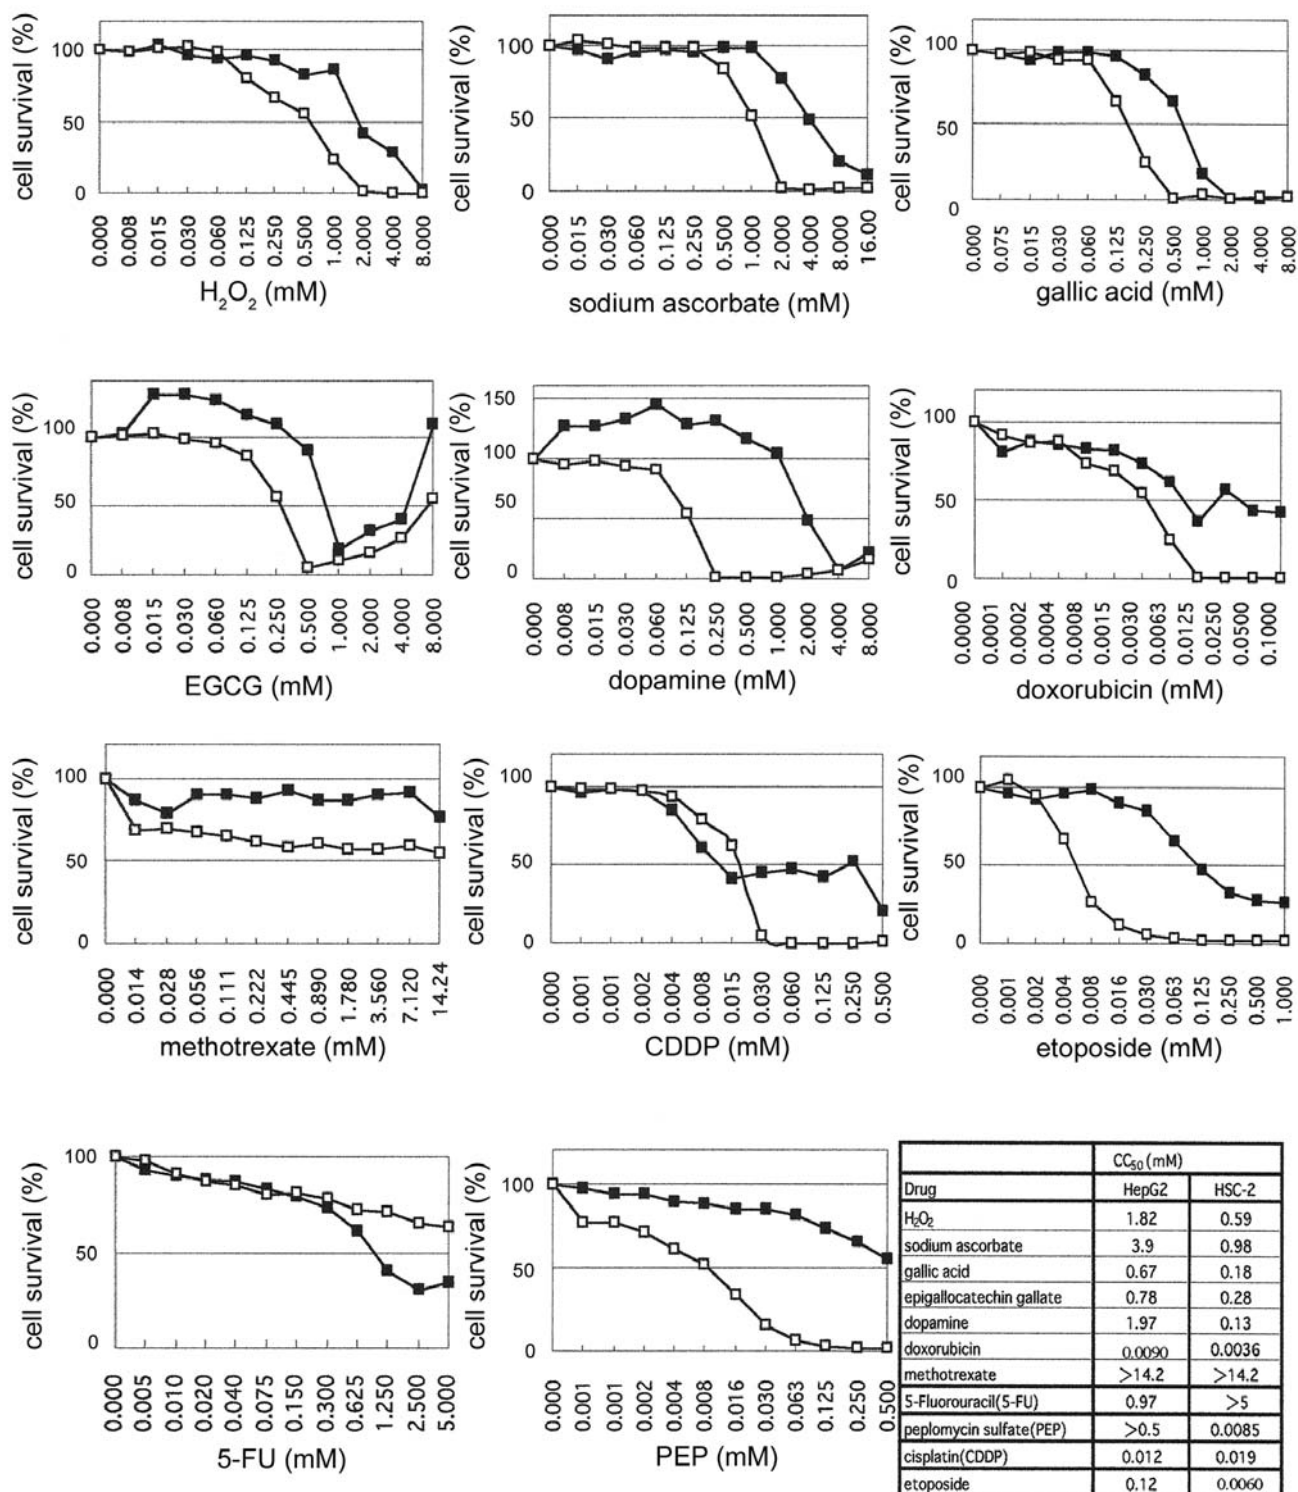 cell survival (%)
100
50
0
0.000 0.008 0.015 0.030 0.060 0.125 0.250 0.500 1.000 2.000 4.000 8.000
H2O2 (mM)
cell survival (%)
100
50
0
0.000 0.015 0.030 0.060 0.125 0.250 0.500 1.000 2.000 4.000 8.000 16.00
sodium ascorbate (mM)
cell survival (%)
100
50
0
0.000 0.075 0.015 0.030 0.060 0.125 0.250 0.500 1.000 2.000 4.000 8.000
gallic acid (mM)
cell survival (%)
100
50
0
0.000 0.008 0.015 0.030 0.060 0.125 0.250 0.500 1.000 2.000 4.000 8.000
EGCG (mM)
cell survival (%)
150
100
50
0
0.000 0.008 0.015 0.030 0.060 0.125 0.250 0.500 1.000 2.000 4.000 8.000
dopamine (mM)
cell survival (%)
100
50
0
0.0000 0.0001 0.0002 0.0004 0.0008 0.0015 0.0030 0.0063 0.0125 0.0250 0.0500 0.1000
doxorubicin (mM)
cell survival (%)
100
50
0
0.000 0.014 0.028 0.056 0.111 0.222 0.445 0.890 1.780 3.560 7.120 14.24
methotrexate (mM)
cell survival (%)
100
50
0
0.000 0.001 0.001 0.002 0.004 0.008 0.015 0.030 0.060 0.125 0.250 0.500
CDDP (mM)
cell survival (%)
100
50
0
0.000 0.001 0.002 0.004 0.008 0.016 0.030 0.063 0.125 0.250 0.500 1.000
etoposide (mM)
cell survival (%)
100
50
0
0.000 0.005 0.010 0.020 0.040 0.075 0.150 0.300 0.625 1.250 2.500 5.000
5-FU (mM)
cell survival (%)
100
50
0
0.000 0.001 0.001 0.002 0.004 0.008 0.016 0.030 0.063 0.125 0.250 0.500
PEP (mM)
CC50 (mM)
Drug HepG2 HSC-2
H2O2 1.82 0.59
sodium ascorbate 3.9 0.98
gallic acid 0.67 0.18
epigallocatechin gallate 0.78 0.28
dopamine 1.97 0.13
doxorubicin 0.0090 0.0036
methotrexate >14.2 >14.2
5-Fluorouracil(5-FU) 0.97 >5
peplomycin sulfate(PEP) >0.5 0.0085
cisplatin(CDDP) 0.012 0.019
etoposide 0.12 0.0060